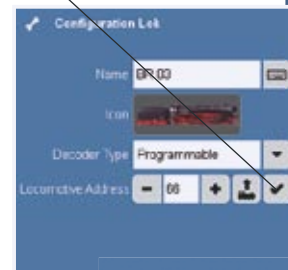 Configuration Lok
Name BR 03
Icon
Decoder Type Programmable
Locomotive Address - 66 +